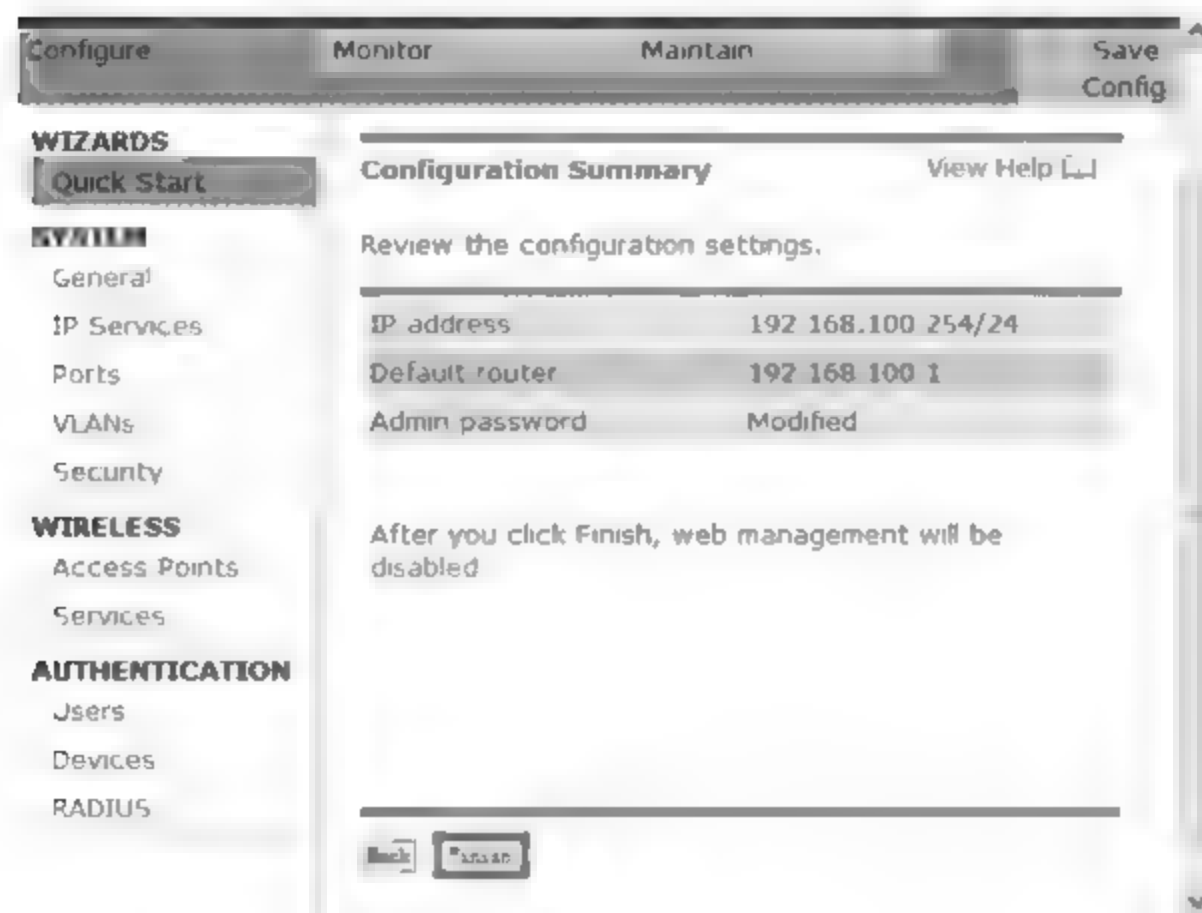 Configure Monitor Maintain Save
Config
WIZARDS
Quick Start
SYSTEM
General
IP Services
Ports
VLANs
Security
WIRELESS
Access Points
Services
AUTHENTICATION
Users
Devices
RADIUS
Configuration Summary View Help
Review the configuration settings.
IP address 192.168.100.254/24
Default router 192.168.100.1
Admin password Modified
After you click Finish, web management will be
disabled
Back Finish